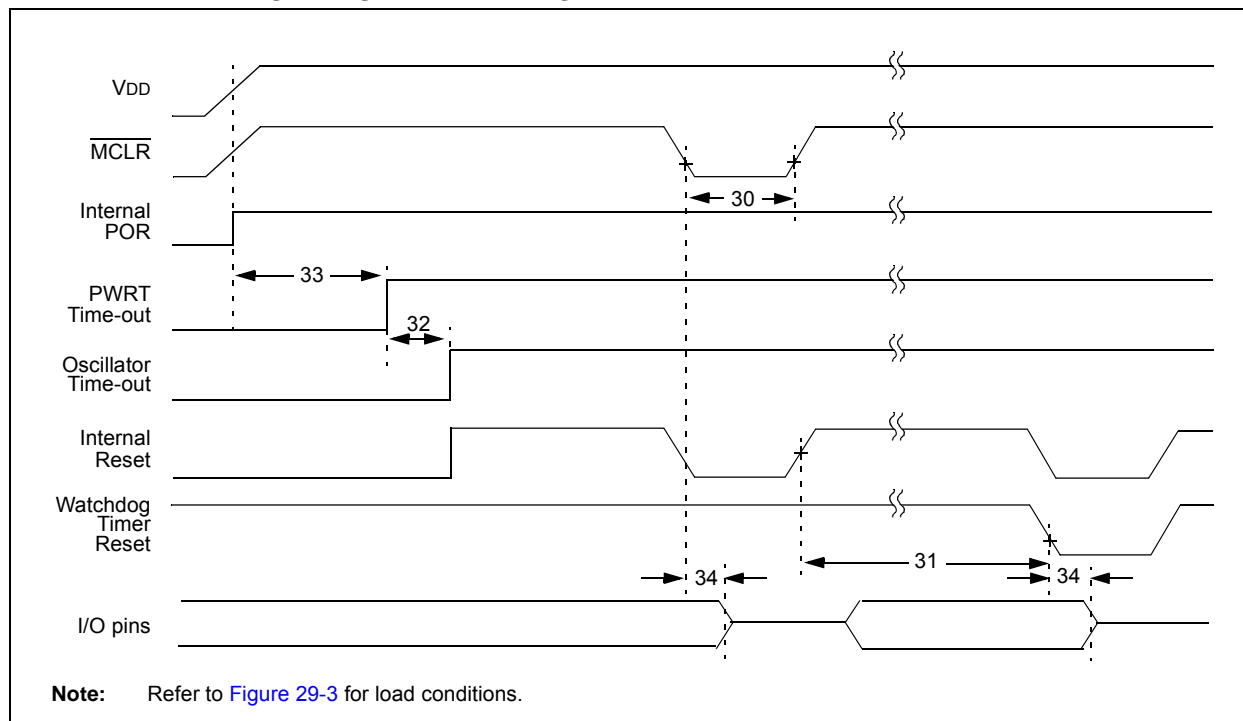 VDD
MCLR
30
Internal
POR
33
PWRT
Time-out
32
Oscillator
Time-out
Internal
Reset
Watchdog
Timer
Reset
31
34
34
I/O pins
Note: Refer to Figure 29-3 for load conditions.